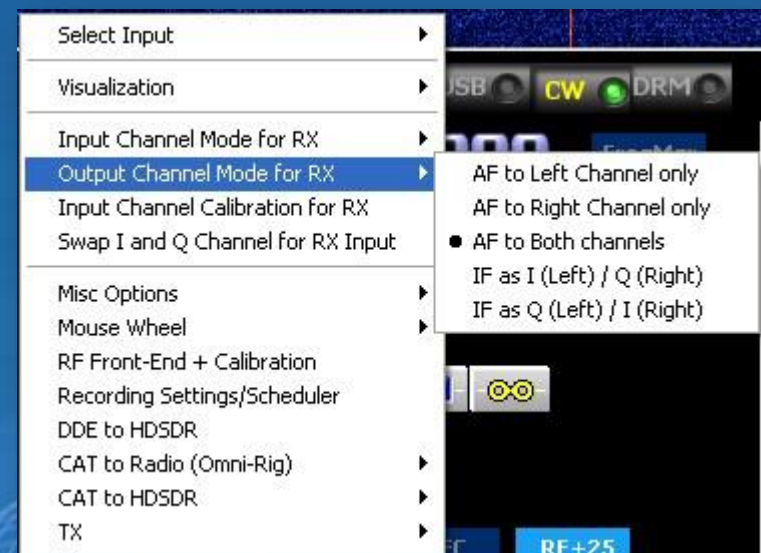 Select Input
Visualization
USB CW DRM
Input Channel Mode for RX
Output Channel Mode for RX
Input Channel Calibration for RX
Swap I and Q Channel for RX Input
AF to Left Channel only
AF to Right Channel only
AF to Both channels
IF as I (Left) / Q (Right)
IF as Q (Left) / I (Right)
Misc Options
Mouse Wheel
RF Front-End + Calibration
Recording Settings/Scheduler
DDE to HDSDR
CAT to Radio (Omni-Rig)
CAT to HDSDR
TX
RF+25